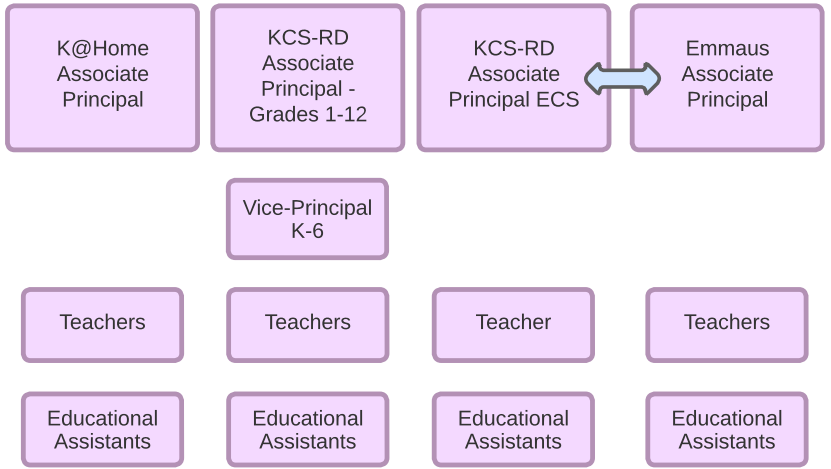 K@Home
Associate
Principal
KCS-RD
Associate
Principal -
Grades 1-12
KCS-RD
Associate
Principal ECS
Emmaus
Associate
Principal
Vice-Principal
K-6
Teachers
Teachers
Teacher
Teachers
Educational
Assistants
Educational
Assistants
Educational
Assistants
Educational
Assistants